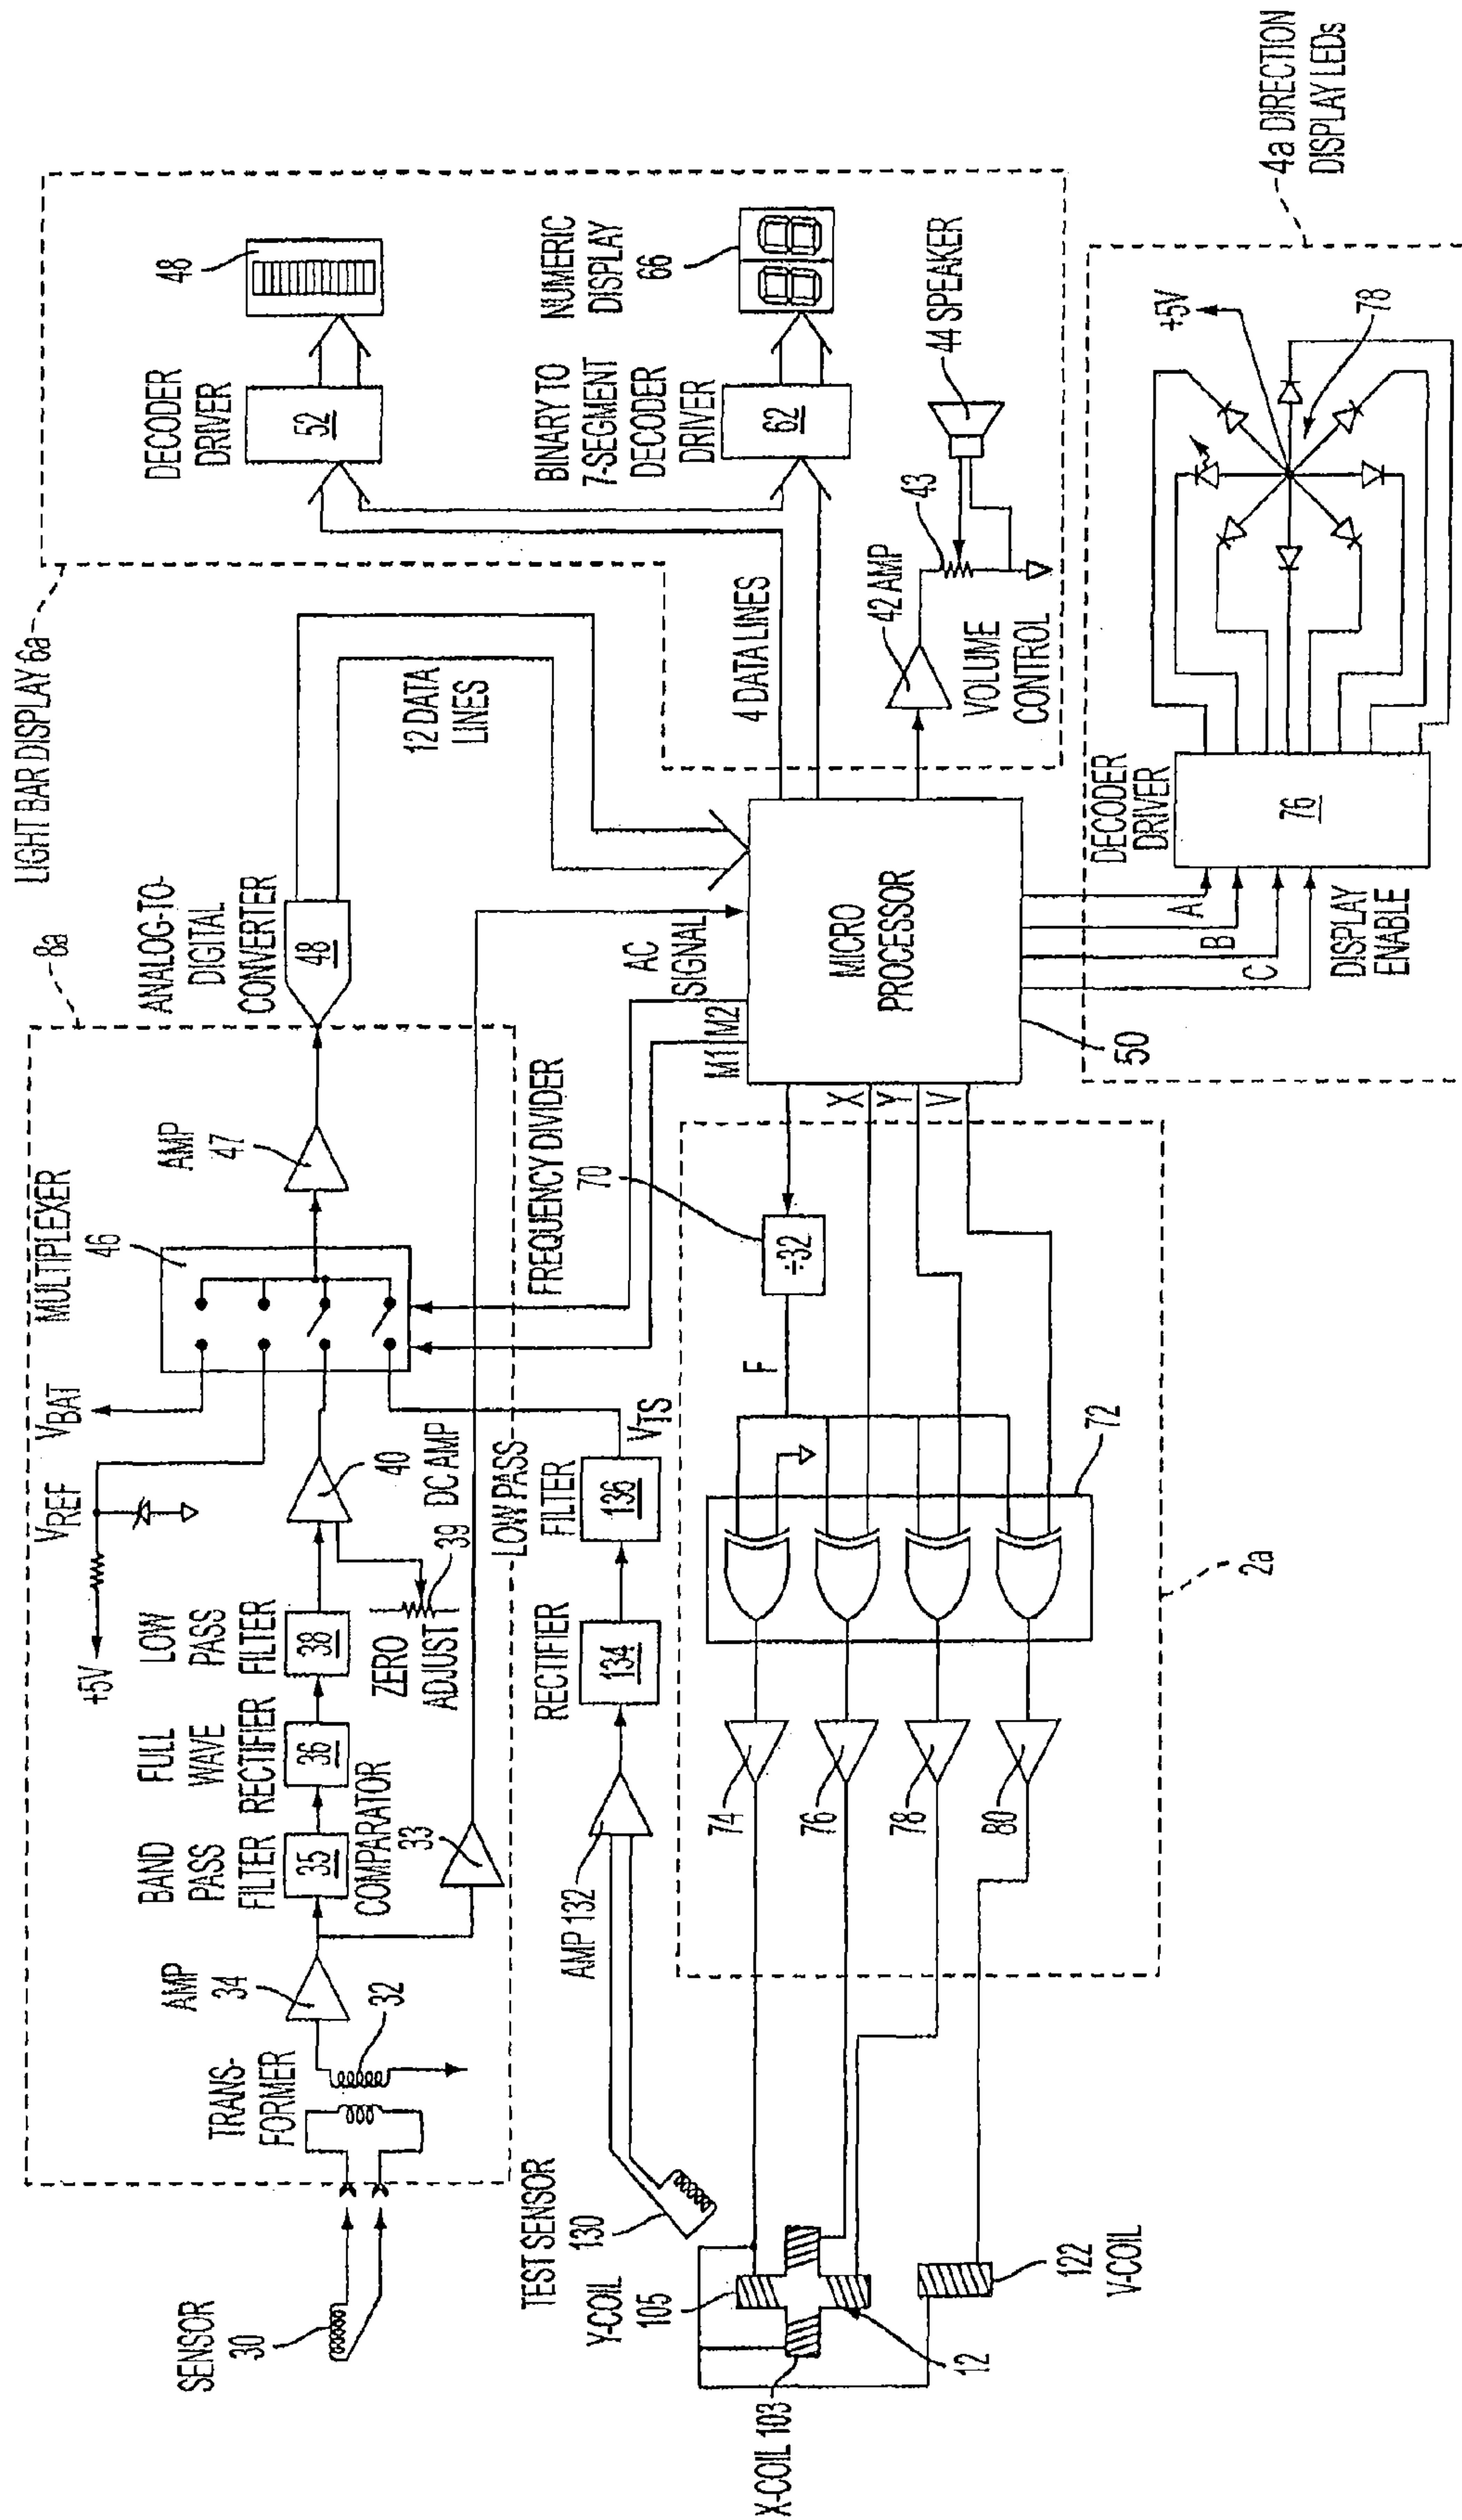 LIGHT BAR DISPLAY 6a
8a
SENSOR
30
TRANS-
FORMER
32
AMP
34
BAND
PASS
FILTER
35
COMPARATOR
33
FULL
WAVE
RECTIFIER
36
LOW
PASS
FILTER
38
ZERO
ADJUST
39
DC AMP
40
+5V
VREF
VBAT
MULTIPLEXER
46
AMP
47
ANALOG-TO-
DIGITAL
CONVERTER
48
12 DATA
LINES
DECODER
DRIVER
52
48
BINARY TO
7-SEGMENT
DECODER
DRIVER
62
NUMERIC
DISPLAY
66
88
4 DATA LINES
42 AMP
43
VOLUME
CONTROL
44 SPEAKER
TEST SENSOR
130
AMP 132
RECTIFIER
134
LOW PASS
FILTER
136
VTS
FREQUENCY DIVIDER
70
÷32
F
M1
M2
AC
SIGNAL
MICRO
PROCESSOR
50
X
Y
V
72
74
76
78
80
2a
Y-COIL
105
X-COIL 103
12
122
V-COIL
A
B
C
DISPLAY
ENABLE
DECODER
DRIVER
76
+5V
78
4a DIRECTION
DISPLAY LEDs